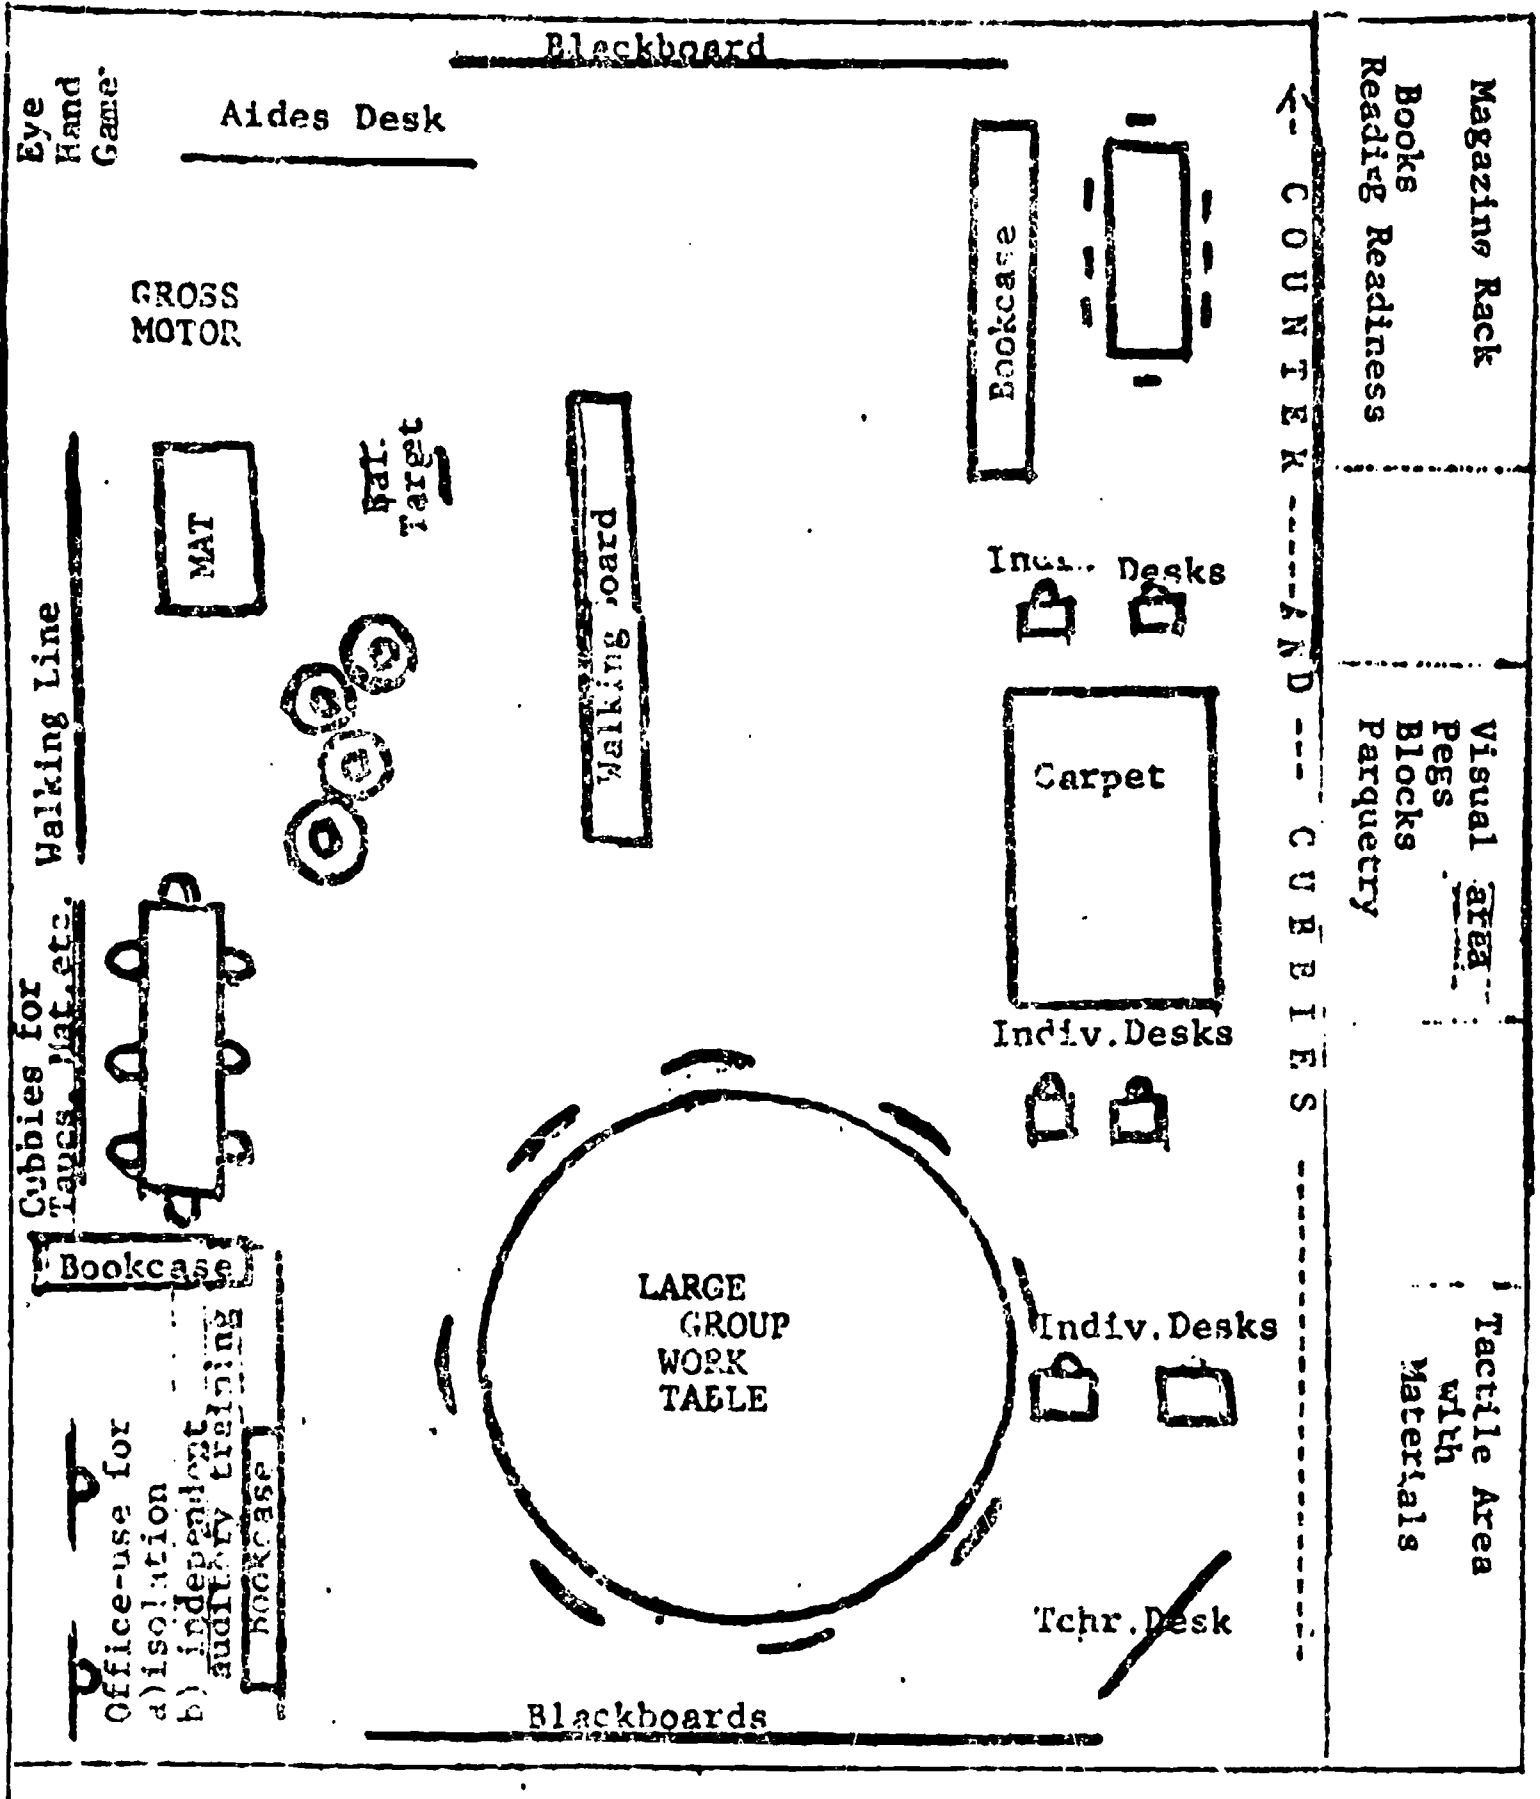 Blackboard
Eye
Hand
Game
Aides Desk
GROSS
MOTOR
MAT
Target
Walking Line
Walking
Bookcase
COUNTER-----AND---CUBBIES
Magazine Rack
Books
Reading Readiness
Desks
Carpet
Visual area
Pegs
Blocks
Parquetry
Cubbies for
Tapes Mat.etc.
Indiv.Desks
Bookcase
LARGE
GROUP
WORK
TABLE
Indiv.Desks
Tactile Area
with
Materials
Office-use for
a)isolation
b) independent
auditory training
bookcase
Tchr.Desk
Blackboards